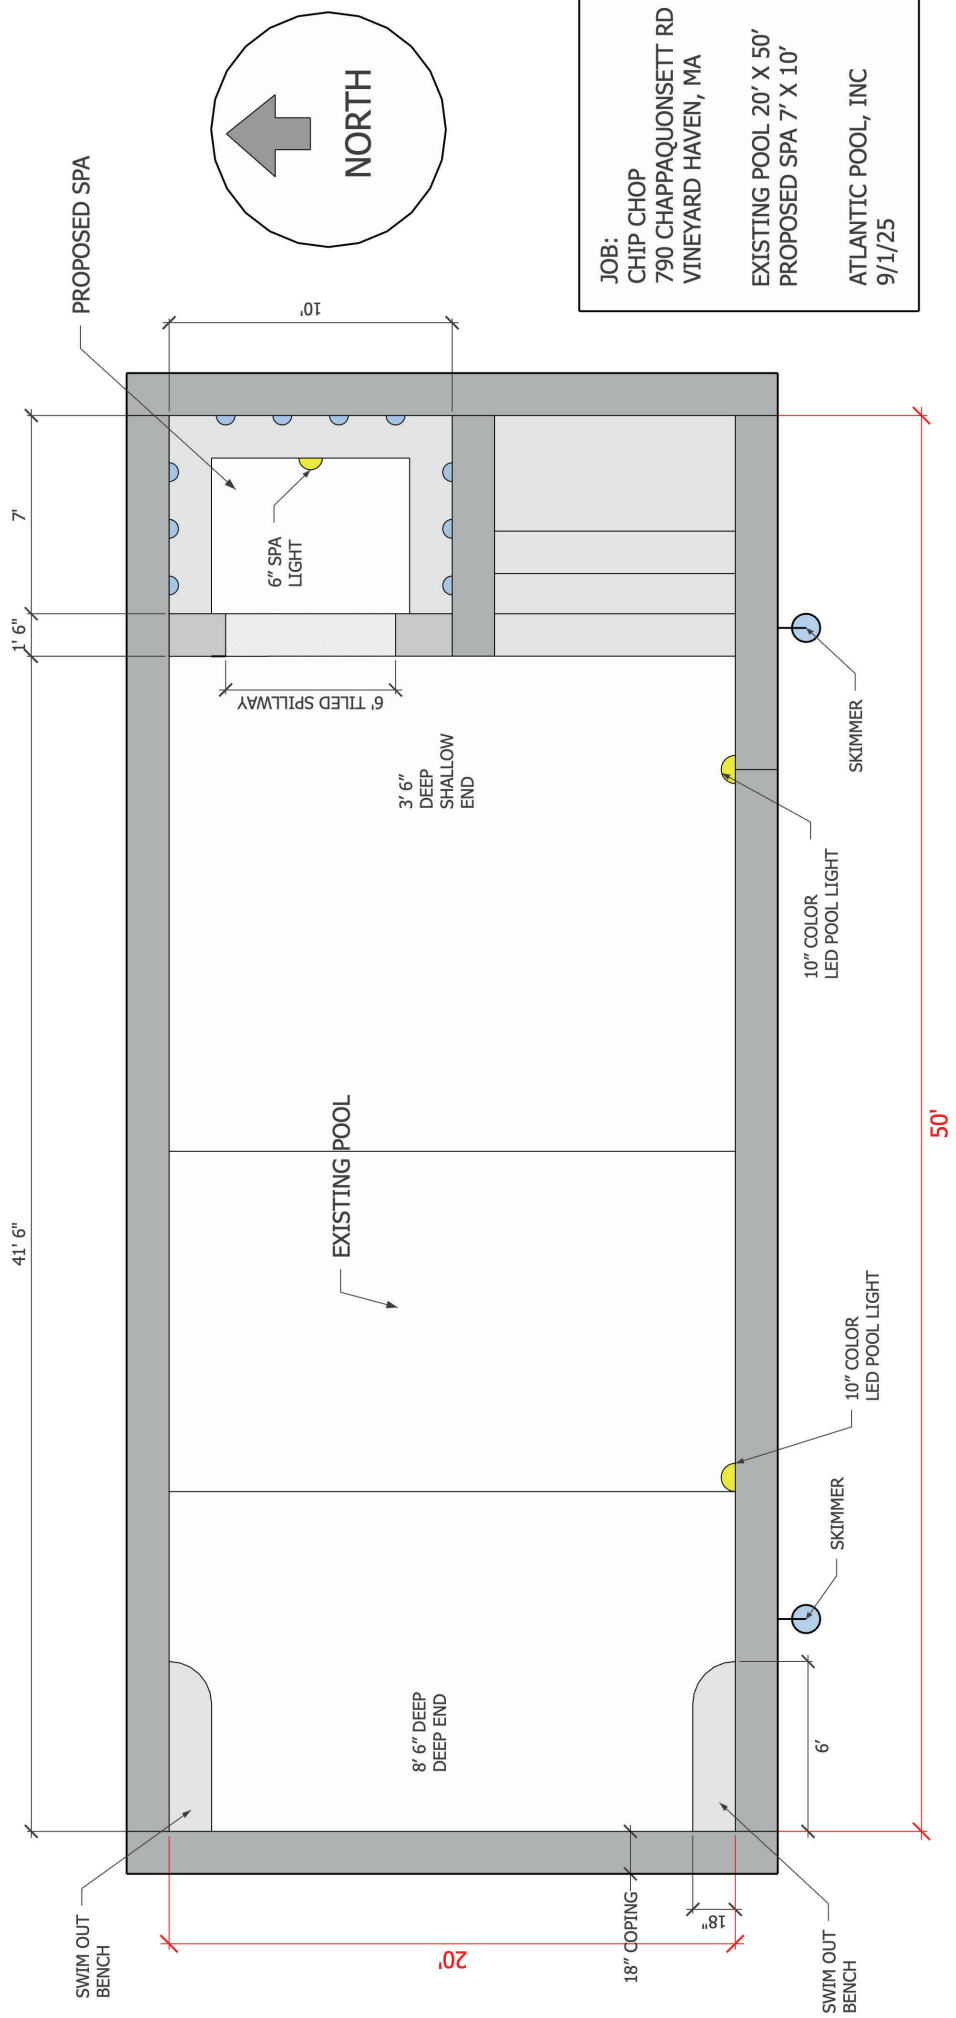 PROPOSED SPA
NORTH
JOB:
CHIP CHOP
790 CHAPPAQUONSETT RD
VINEYARD HAVEN, MA
EXISTING POOL 20' X 50'
PROPOSED SPA 7' X 10'
ATLANTIC POOL, INC
9/1/25
41' 6"
1' 6"
7'
10'
6" SPA
LIGHT
6' TILED SPILLWAY
3' 6"
DEEP
SHALLOW
END
EXISTING POOL
8' 6" DEEP
DEEP END
SWIM OUT
BENCH
20'
18" COPING
18"
SWIM OUT
BENCH
6'
SKIMMER
10" COLOR
LED POOL LIGHT
10" COLOR
LED POOL LIGHT
SKIMMER
50'